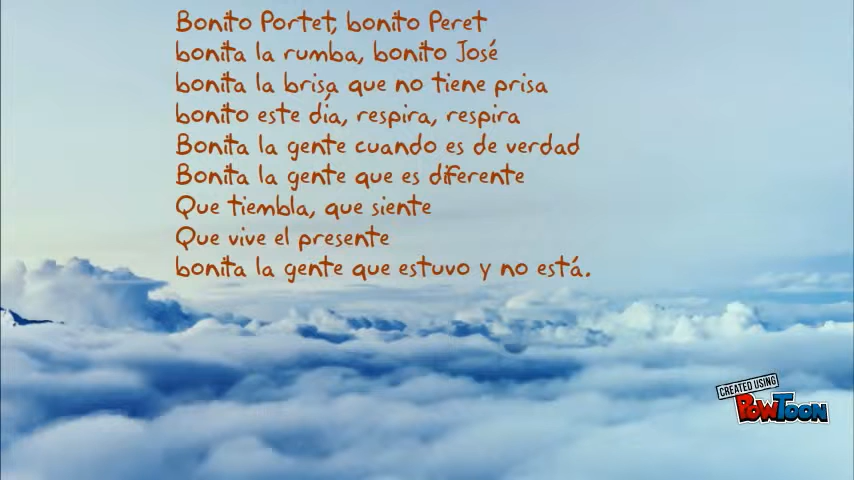 Bonito Portet, bonito Peret
bonita la rumba, bonito José
bonita la brisa que no tiene prisa
bonito este día, respira, respira
Bonita la gente cuando es de verdad
Bonita la gente que es diferente
Que tiembla, que siente
Que vive el presente
bonita la gente que estuvo y no está.
CREATED USING
POWTOON